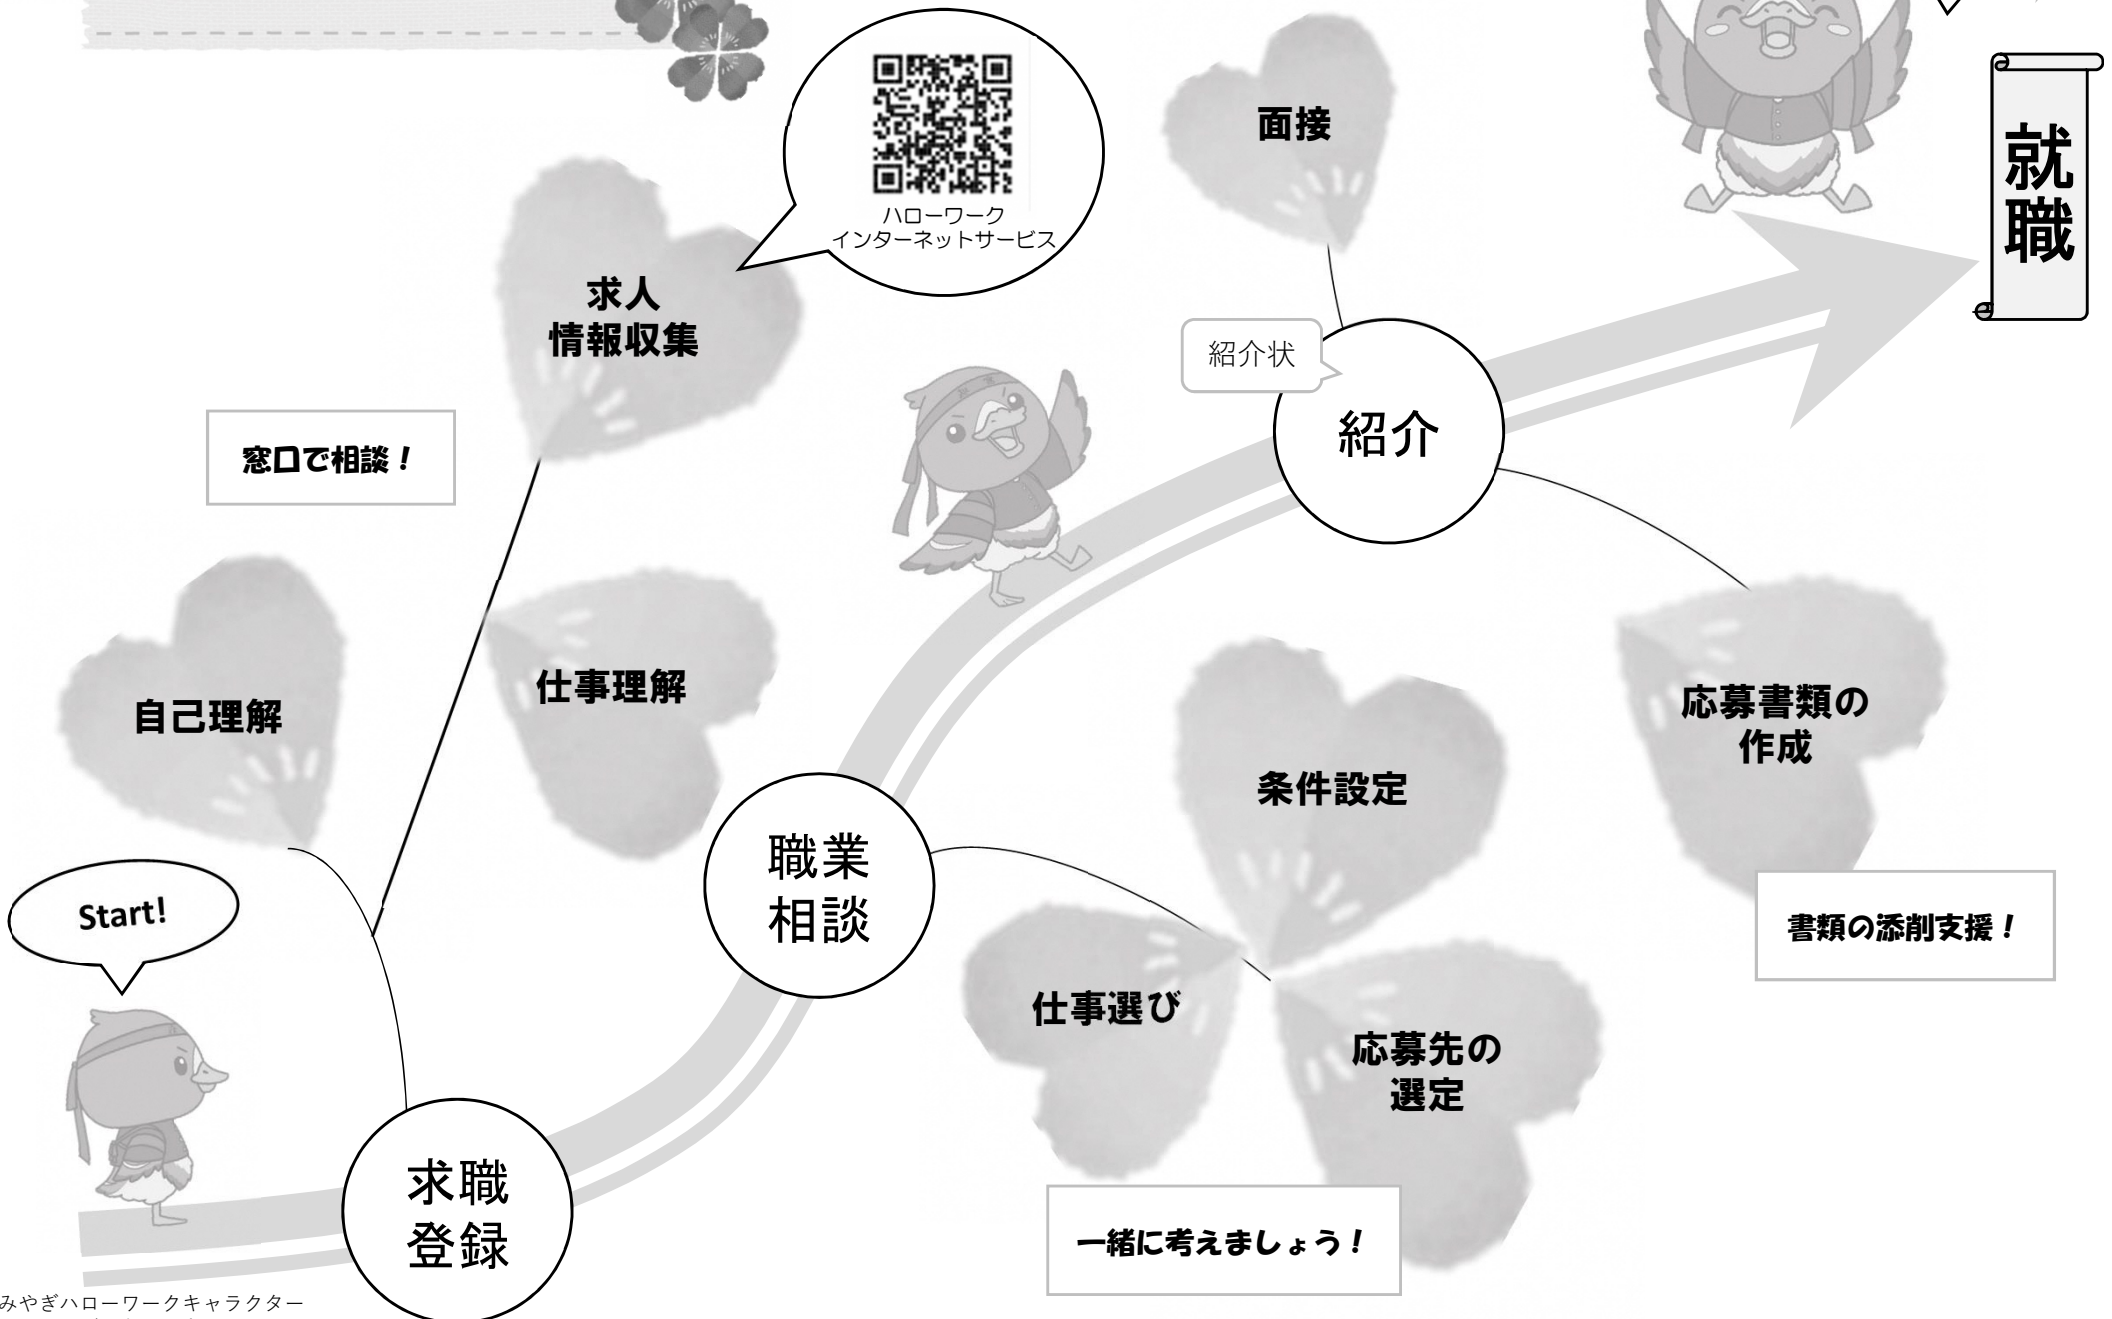 ハローワーク
インターネットサービス
面接
就職
求人
情報収集
紹介状
紹介
窓口で相談！
自己理解
仕事理解
条件設定
応募書類の
作成
職業
相談
Start!
書類の添削支援！
仕事選び
応募先の
選定
求職
登録
一緒に考えましょう！
みやぎハローワークキャラクター